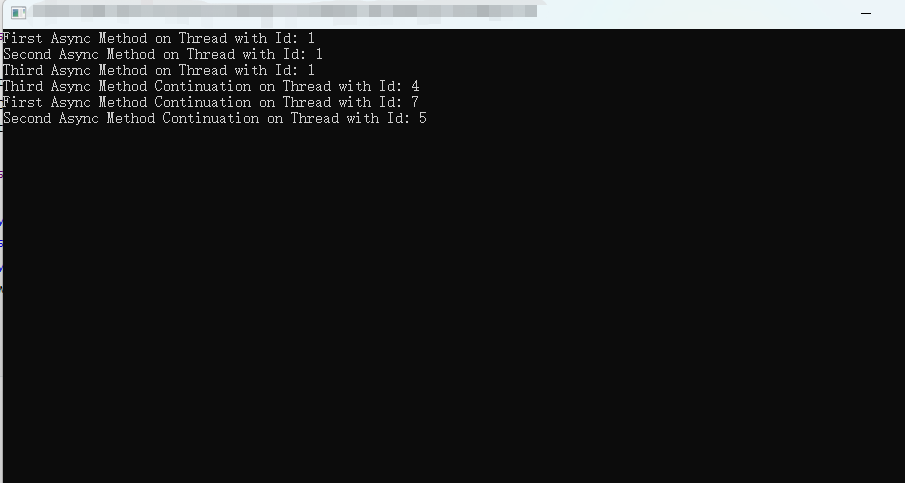 First Async Method on Thread with Id: 1
Second Async Method on Thread with Id: 1
Third Async Method on Thread with Id: 1
Third Async Method Continuation on Thread with Id: 4
First Async Method Continuation on Thread with Id: 7
Second Async Method Continuation on Thread with Id: 5